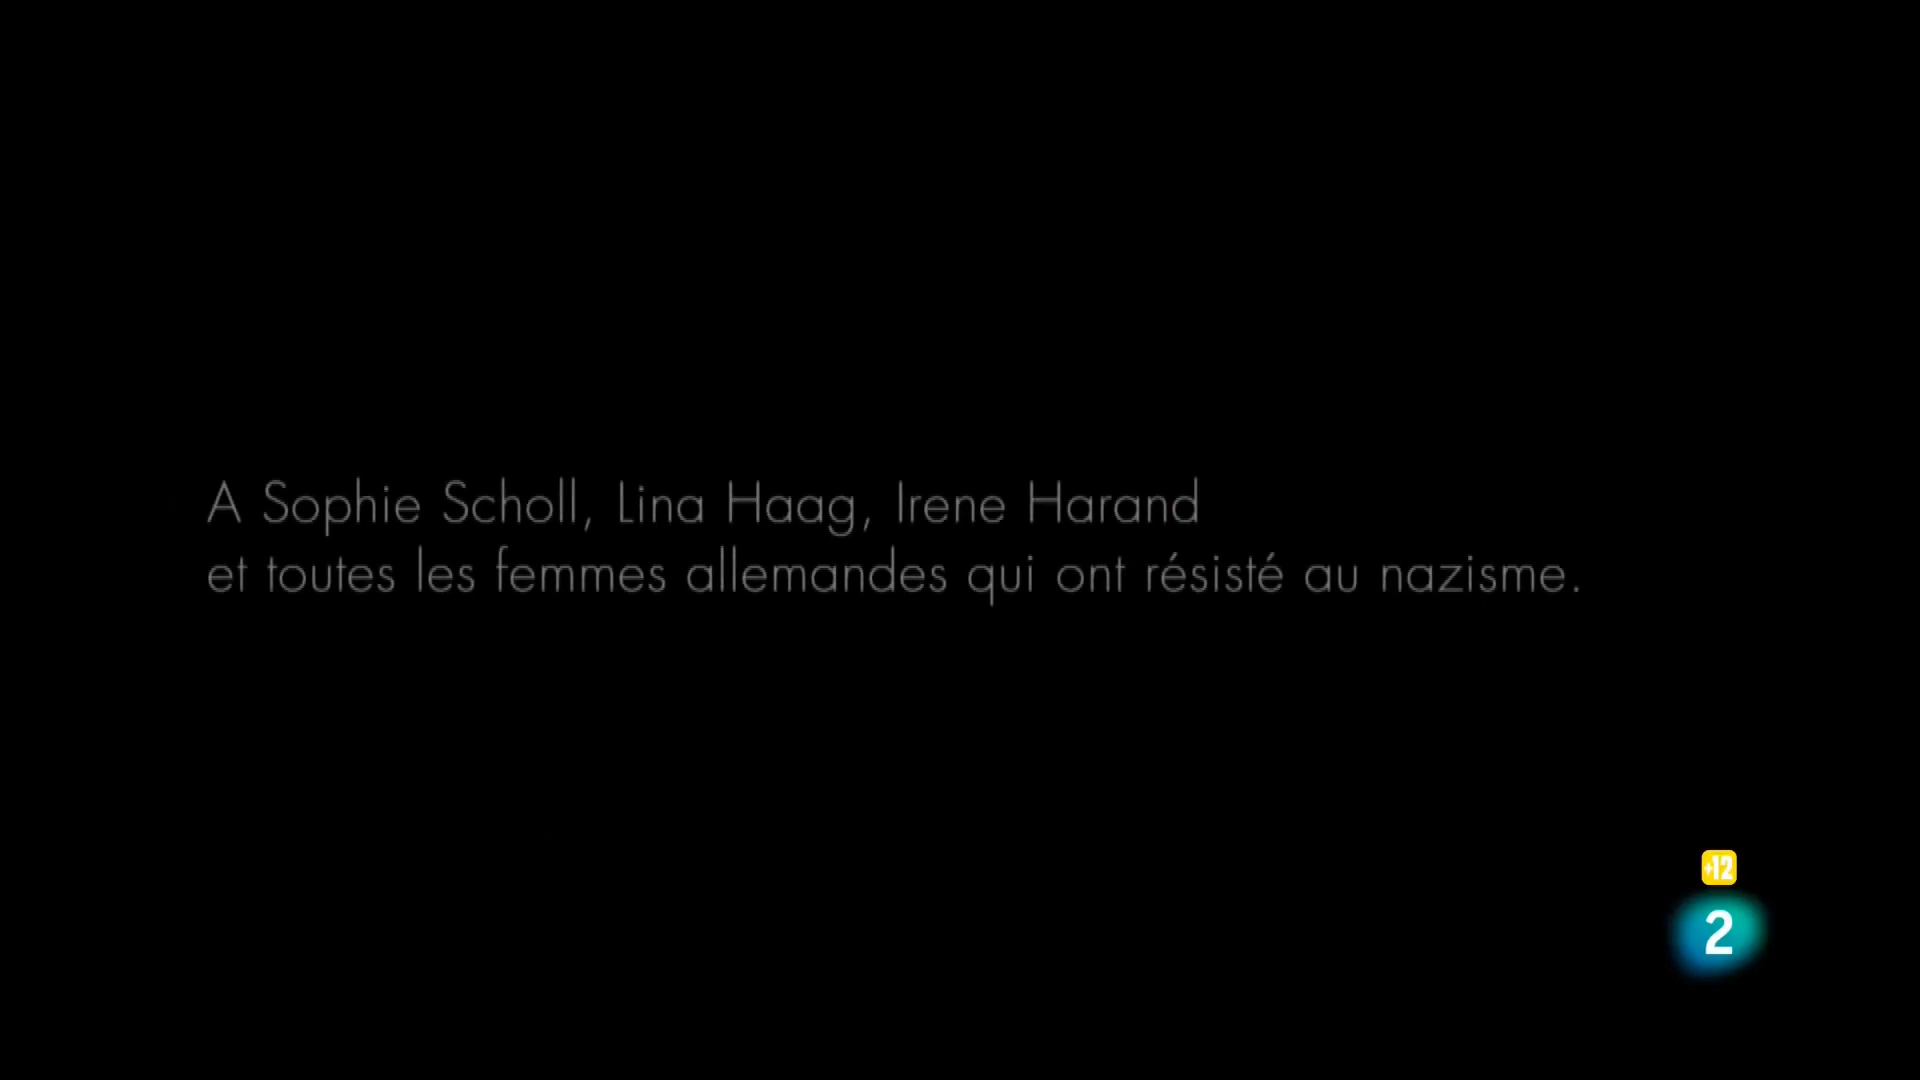 A Sophie Scholl, Lina Haag, Irene Harand
et toutes les femmes allemandes qui ont résisté au nazisme.
+12
2